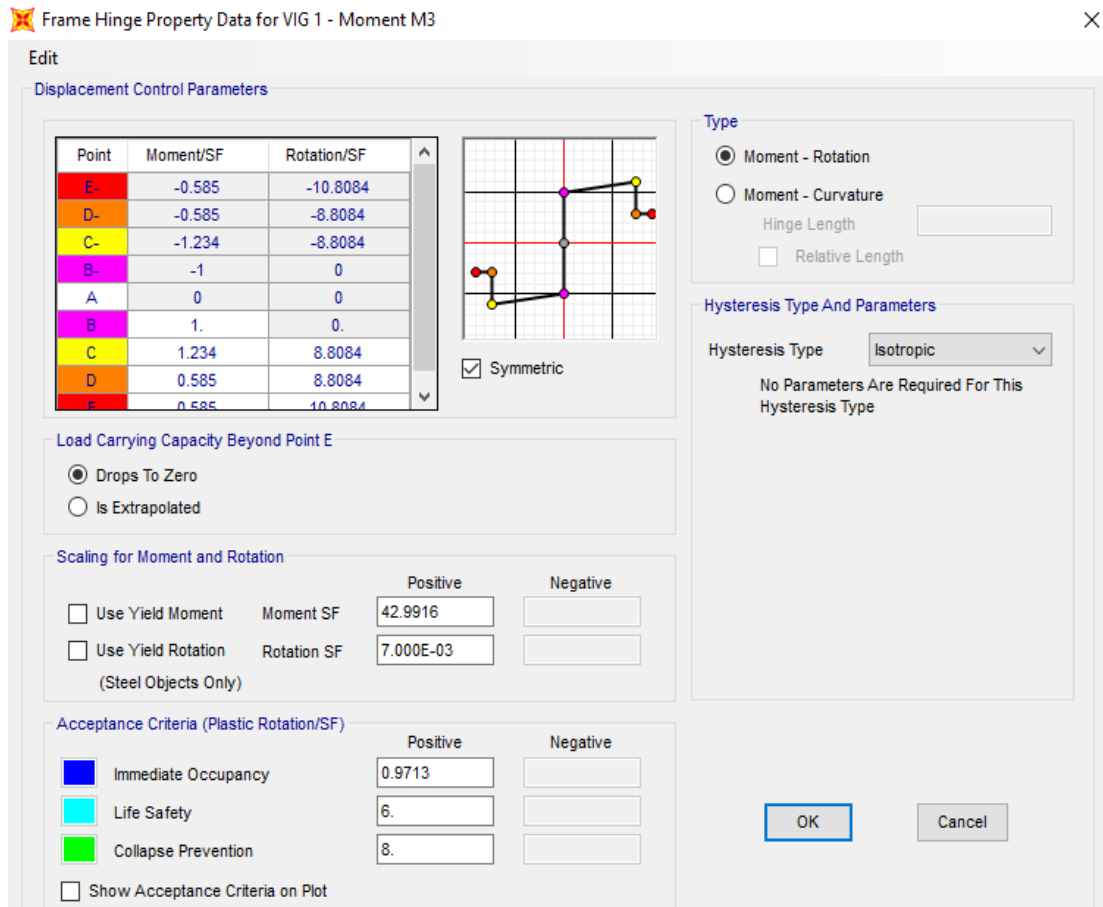 Frame Hinge Property Data for VIG 1 - Moment M3
Edit
Displacement Control Parameters
Point Moment/SF Rotation/SF
E- -0.585 -10.8084
D- -0.585 -8.8084
C- -1.234 -8.8084
B- -1 0
A 0 0
B 1. 0.
C 1.234 8.8084
D 0.585 8.8084
E 0.585 10.8084
Symmetric
Load Carrying Capacity Beyond Point E
Drops To Zero
Is Extrapolated
Scaling for Moment and Rotation
Positive Negative
Use Yield Moment Moment SF 42.9916
Use Yield Rotation Rotation SF 7.000E-03
(Steel Objects Only)
Acceptance Criteria (Plastic Rotation/SF)
Positive Negative
Immediate Occupancy 0.9713
Life Safety 6.
Collapse Prevention 8.
Show Acceptance Criteria on Plot
Type
Moment - Rotation
Moment - Curvature
Hinge Length
Relative Length
Hysteresis Type And Parameters
Hysteresis Type Isotropic
No Parameters Are Required For This
Hysteresis Type
OK Cancel